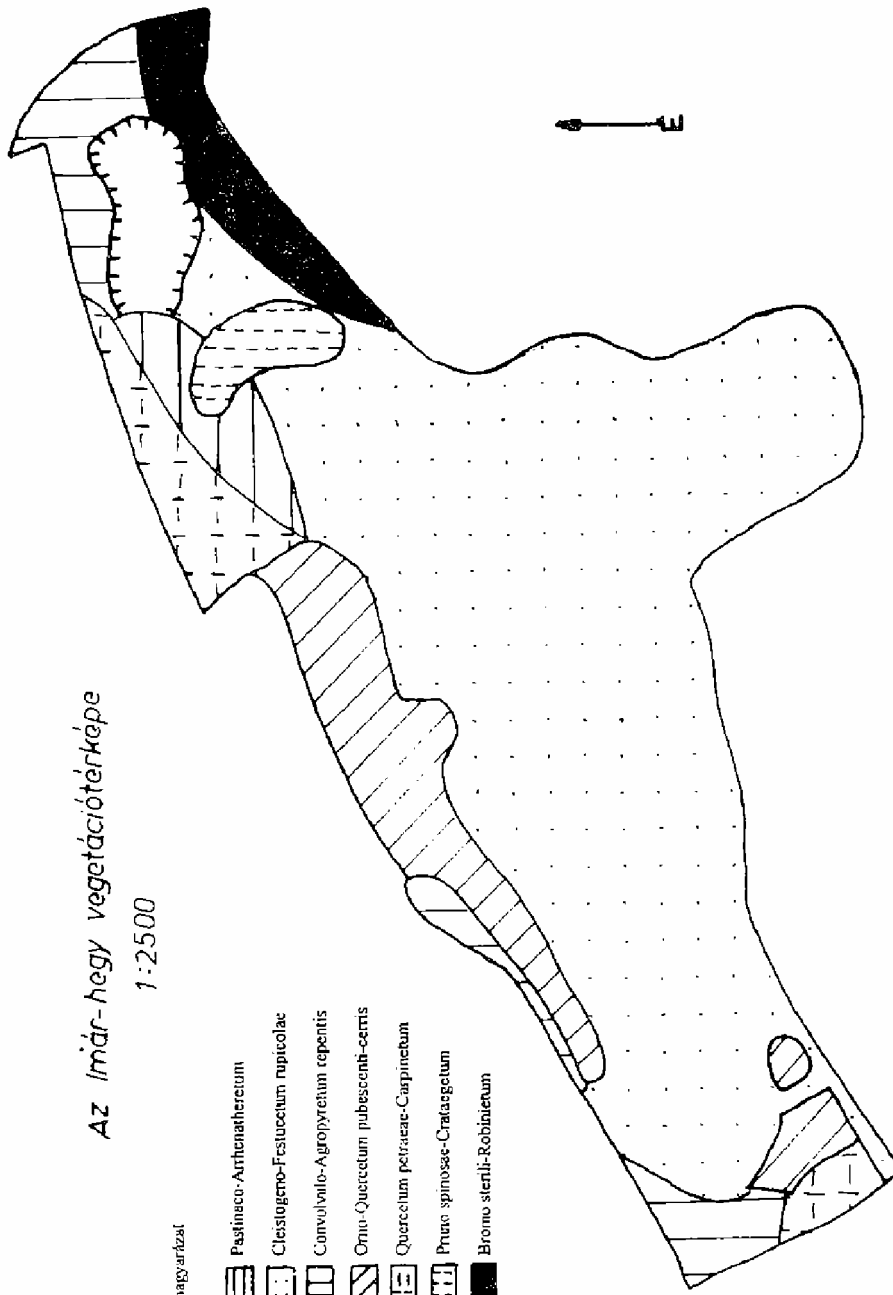 Az Imár-hegy vegetációtérképe
1:2500
magyarázat
Pastinaco-Arrhenatheretum
Cleistogeno-Festucetum rupicolae
Convolvulo-Agropyretum repentis
Orno-Quercetum pubescenti-cerris
Quercetum petraeae-Carpinetum
Pruno spinosae-Crataegetum
Bromo sterili-Robinietum
É